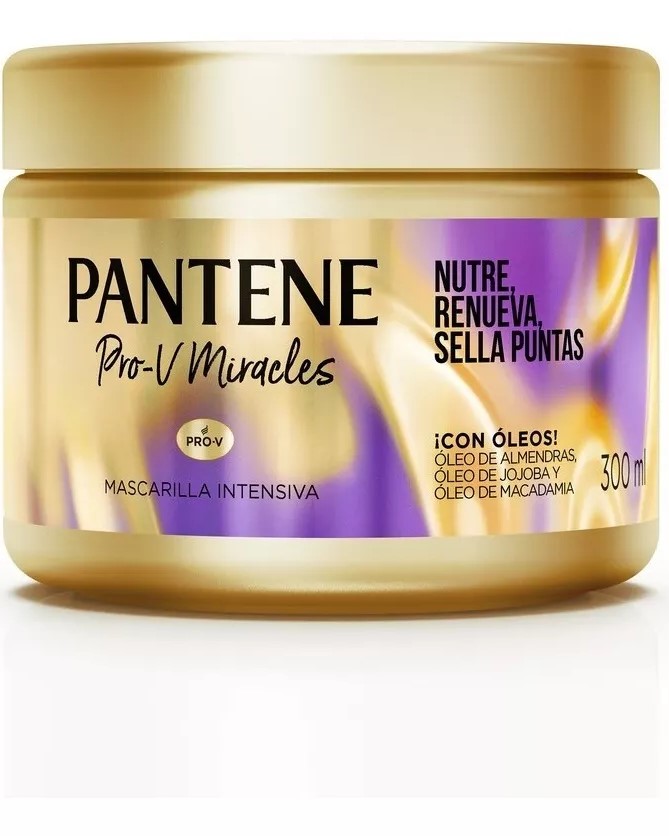 PANTENE
Pro-V Miracles
PRO-V
MASCARILLA INTENSIVA
NUTRE,
RENUEVA,
SELLA PUNTAS
¡CON ÓLEOS!
ÓLEO DE ALMENDRAS,
ÓLEO DE JOJOBA Y
ÓLEO DE MACADAMIA
300 ml